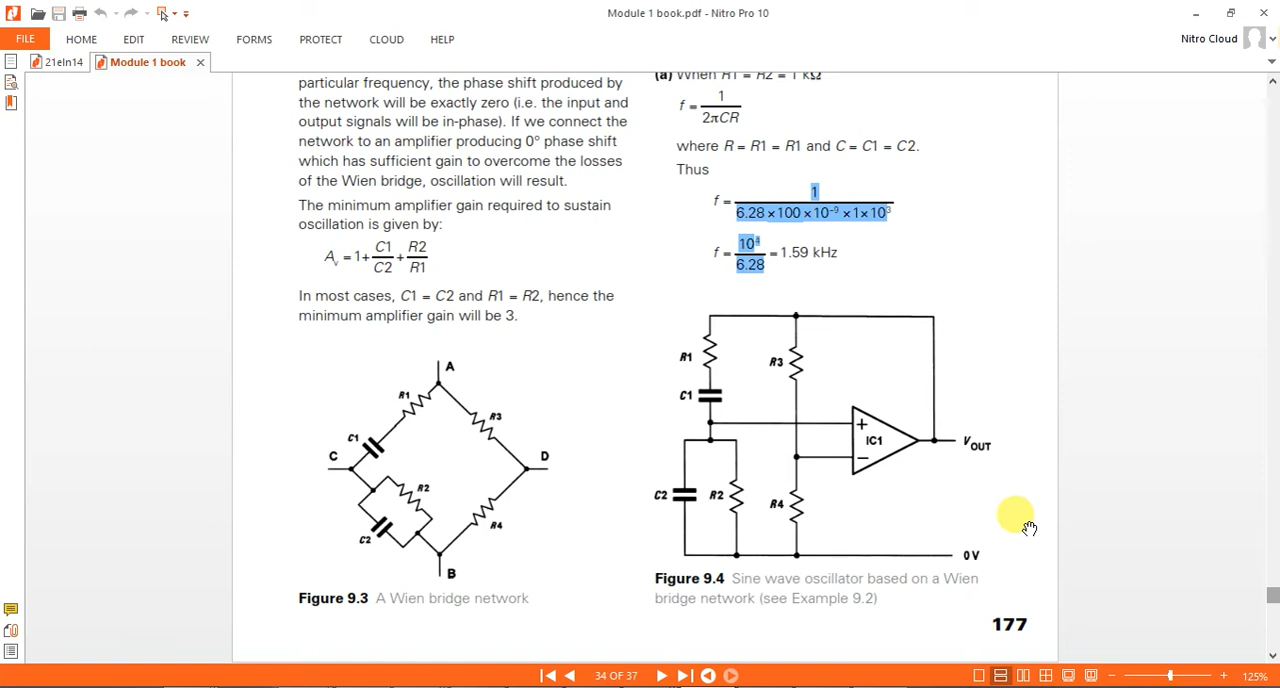 Module 1 book.pdf - Nitro Pro 10
FILE HOME EDIT REVIEW FORMS PROTECT CLOUD HELP Nitro Cloud
21eln14 Module 1 book
particular frequency, the phase shift produced by
the network will be exactly zero (i.e. the input and
output signals will be in-phase). If we connect the
network to an amplifier producing 0° phase shift
which has sufficient gain to overcome the losses
of the Wien bridge, oscillation will result.
The minimum amplifier gain required to sustain
oscillation is given by:
A_v = 1 + C1/C2 + R2/R1
In most cases, C1 = C2 and R1 = R2, hence the
minimum amplifier gain will be 3.
A
R1
R3
C1
C
D
R2
C2
R4
B
Figure 9.3 A Wien bridge network
(a) When R1 = R2 = 1 kΩ
f = 1/2πCR
where R = R1 = R1 and C = C1 = C2.
Thus
f = 1/6.28 × 100 × 10⁻⁹ × 1 × 10³
f = 10⁴/6.28 = 1.59 kHz
R1
R3
C1
+
IC1
−
V OUT
C2
R2
R4
0 V
Figure 9.4 Sine wave oscillator based on a Wien
bridge network (see Example 9.2)
177
34 OF 37
125%